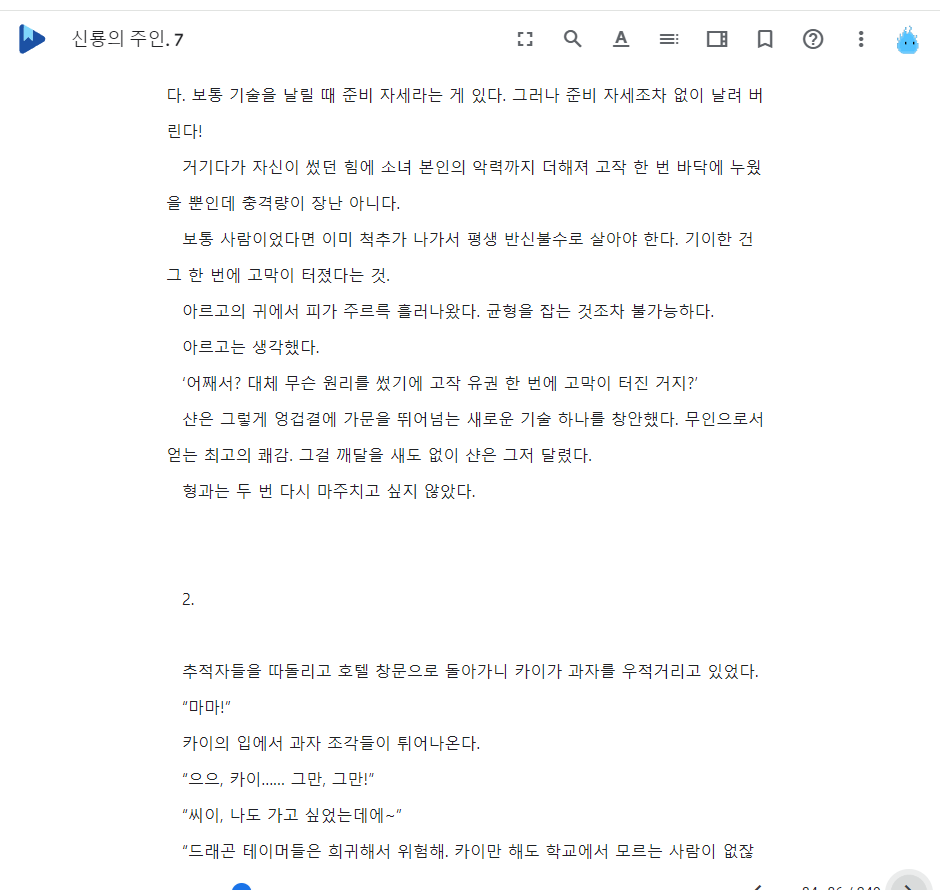 신룡의 주인. 7
다. 보통 기술을 날릴 때 준비 자세라는 게 있다. 그러나 준비 자세조차 없이 날려 버
린다!
거기다가 자신이 썼던 힘에 소녀 본인의 악력까지 더해져 고작 한 번 바닥에 누웠
을 뿐인데 충격량이 장난 아니다.
보통 사람이었다면 이미 척추가 나가서 평생 반신불수로 살아야 한다. 기이한 건
그 한 번에 고막이 터졌다는 것.
아르고의 귀에서 피가 주르륵 흘러나왔다. 균형을 잡는 것조차 불가능하다.
아르고는 생각했다.
‘어째서? 대체 무슨 원리를 썼기에 고작 유권 한 번에 고막이 터진 거지?’
샨은 그렇게 엉겁결에 가문을 뛰어넘는 새로운 기술 하나를 창안했다. 무인으로서
얻는 최고의 쾌감. 그걸 깨달을 새도 없이 샨은 그저 달렸다.
형과는 두 번 다시 마주치고 싶지 않았다.
2.
추적자들을 따돌리고 호텔 창문으로 돌아가니 카이가 과자를 우적거리고 있었다.
“마마!”
카이의 입에서 과자 조각들이 튀어나온다.
“으으, 카이…… 그만, 그만!”
“씨이, 나도 가고 싶었는데에~”
“드래곤 테이머들은 희귀해서 위험해. 카이만 해도 학교에서 모르는 사람이 없잖